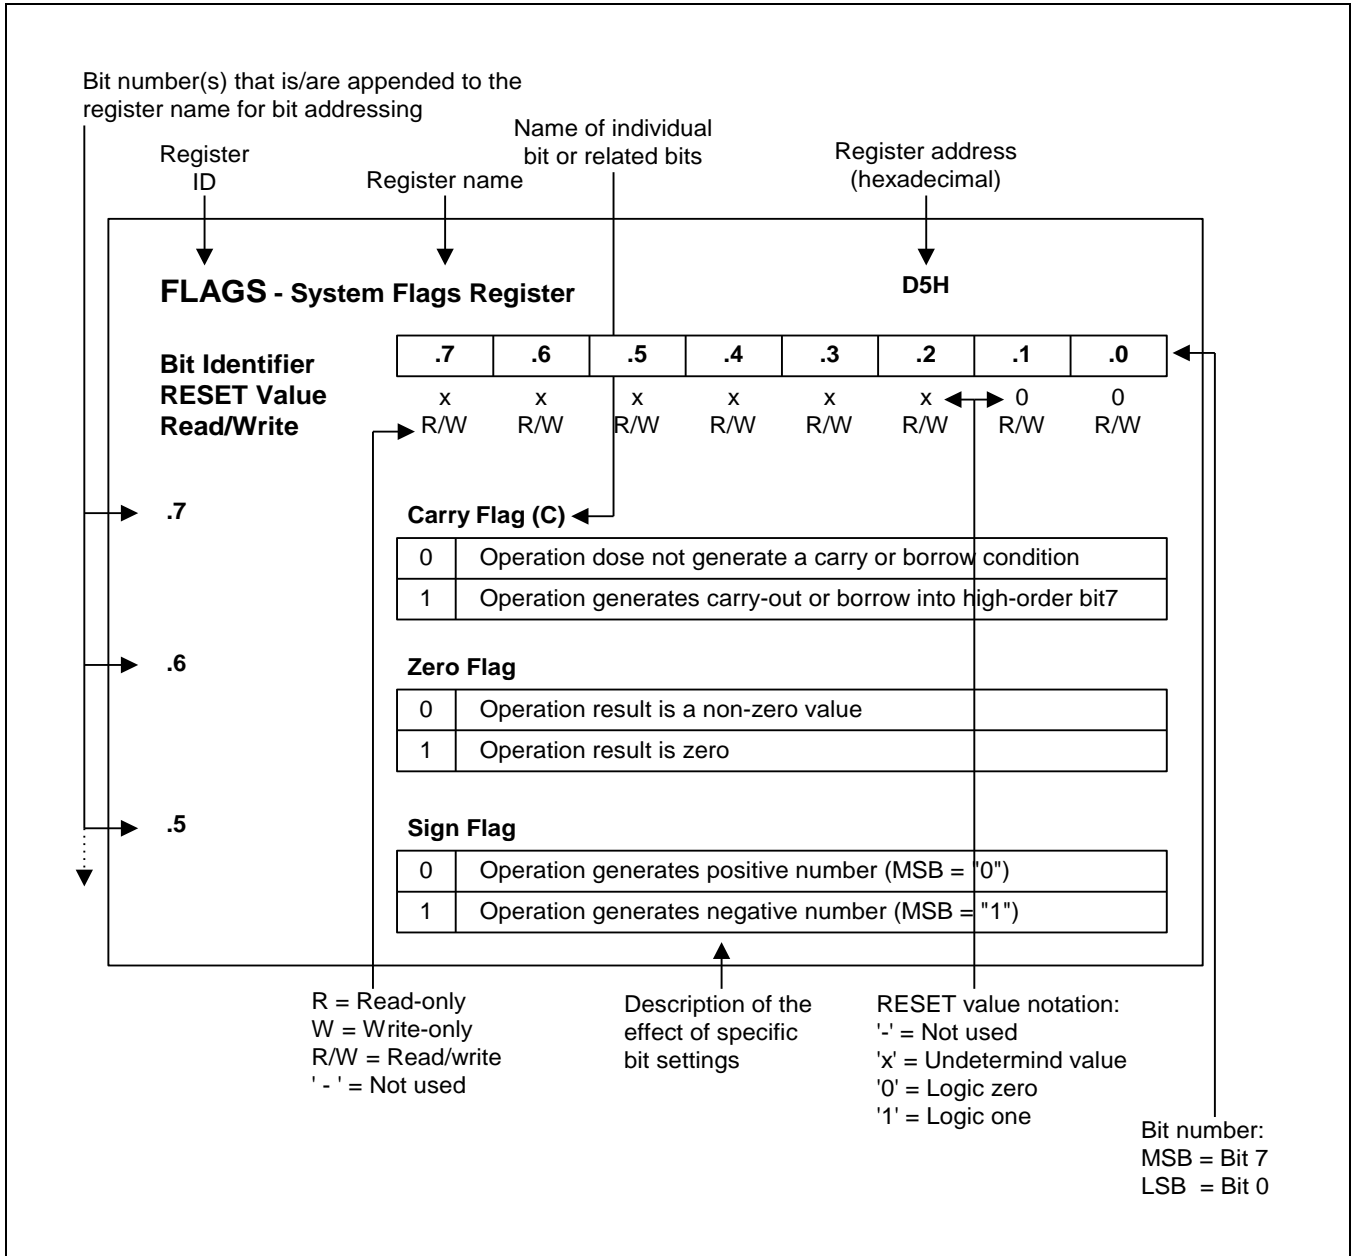 Bit number(s) that is/are appended to the
register name for bit addressing
Register
ID
Register name
Name of individual
bit or related bits
Register address
(hexadecimal)
FLAGS - System Flags Register
D5H
Bit Identifier
.7 .6 .5 .4 .3 .2 .1 .0
RESET Value
x x x x x x 0 0
Read/Write
R/W R/W R/W R/W R/W R/W R/W R/W
.7
Carry Flag (C)
0 Operation dose not generate a carry or borrow condition
1 Operation generates carry-out or borrow into high-order bit7
.6
Zero Flag
0 Operation result is a non-zero value
1 Operation result is zero
.5
Sign Flag
0 Operation generates positive number (MSB = "0")
1 Operation generates negative number (MSB = "1")
R = Read-only
W = Write-only
R/W = Read/write
' - ' = Not used
Description of the
effect of specific
bit settings
RESET value notation:
'-' = Not used
'x' = Undetermind value
'0' = Logic zero
'1' = Logic one
Bit number:
MSB = Bit 7
LSB = Bit 0